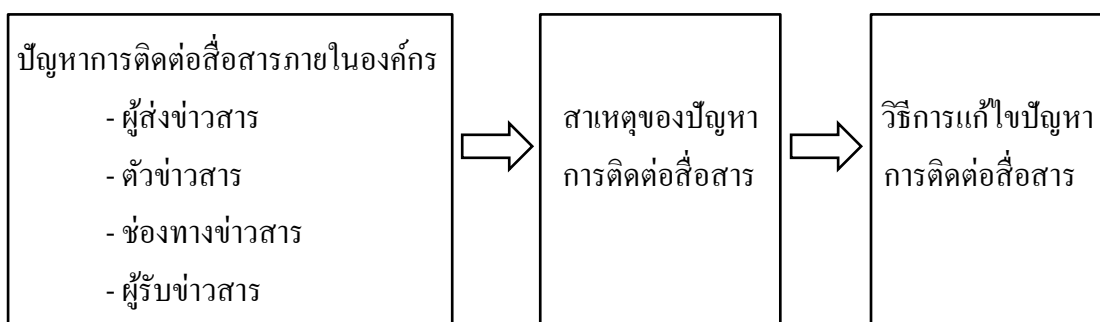 ปัญหาการติดต่อสื่อสารภายในองค์กร
- ผู้ส่งข่าวสาร
- ตัวข่าวสาร
- ช่องทางข่าวสาร
- ผู้รับข่าวสาร
สาเหตุของปัญหา
การติดต่อสื่อสาร
วิธีการแก้ไขปัญหา
การติดต่อสื่อสาร